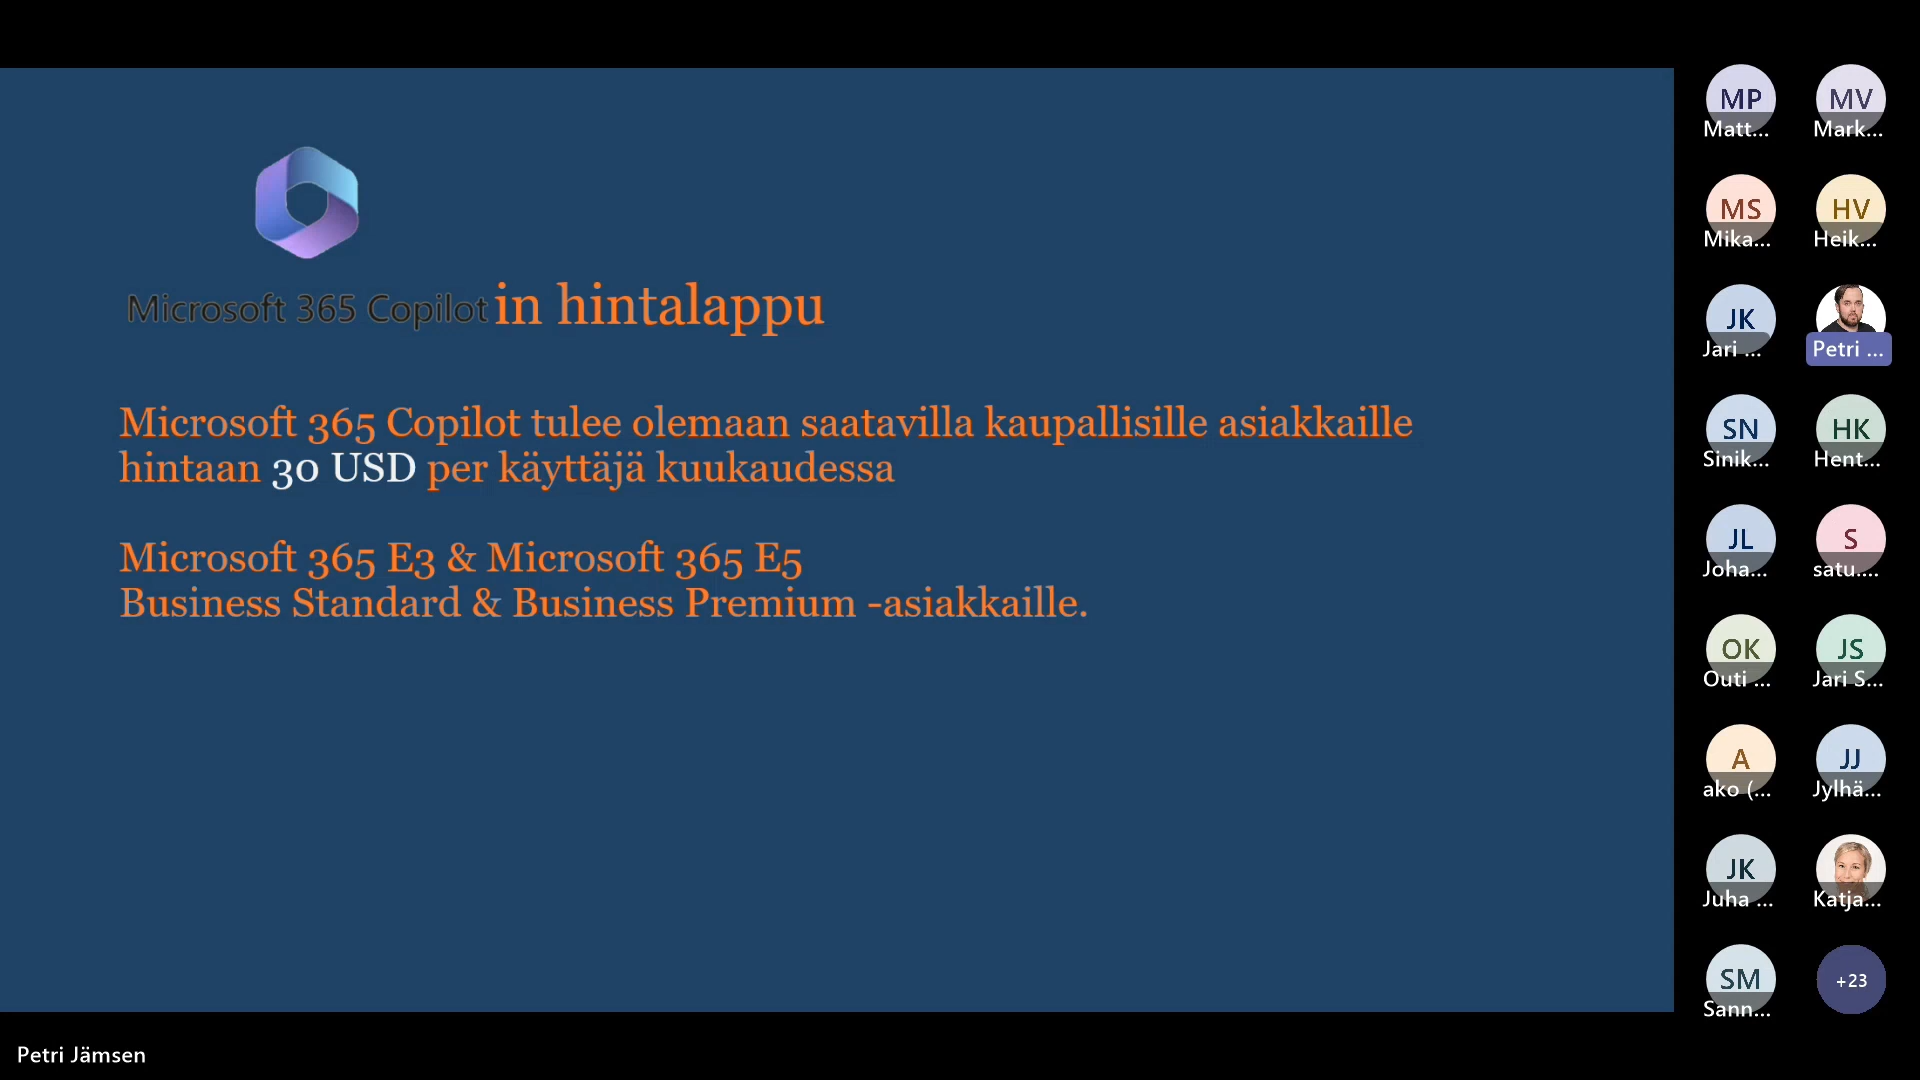 Microsoft 365 Copilot in hintalappu
Microsoft 365 Copilot tulee olemaan saatavilla kaupallisille asiakkaille
hintaan 30 USD per käyttäjä kuukaudessa
Microsoft 365 E3 & Microsoft 365 E5
Business Standard & Business Premium -asiakkaille.
MP
Matt...
MV
Mark...
MS
Mika...
HV
Heik...
JK
Jari ...
Petri ...
SN
Sinik...
HK
Hent...
JL
Joha...
S
satu....
OK
Outi ...
JS
Jari S...
A
ako (...
JJ
Jylhä...
JK
Juha ...
Katja...
SM
Sann...
+23
Petri Jämsen